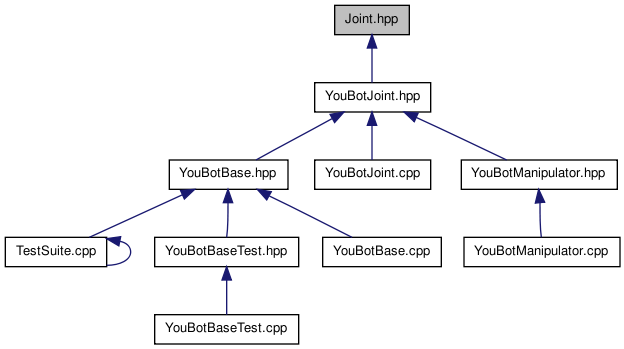 Joint.hpp
YouBotJoint.hpp
YouBotBase.hpp
YouBotJoint.cpp
YouBotManipulator.hpp
TestSuite.cpp
YouBotBaseTest.hpp
YouBotBase.cpp
YouBotManipulator.cpp
YouBotBaseTest.cpp